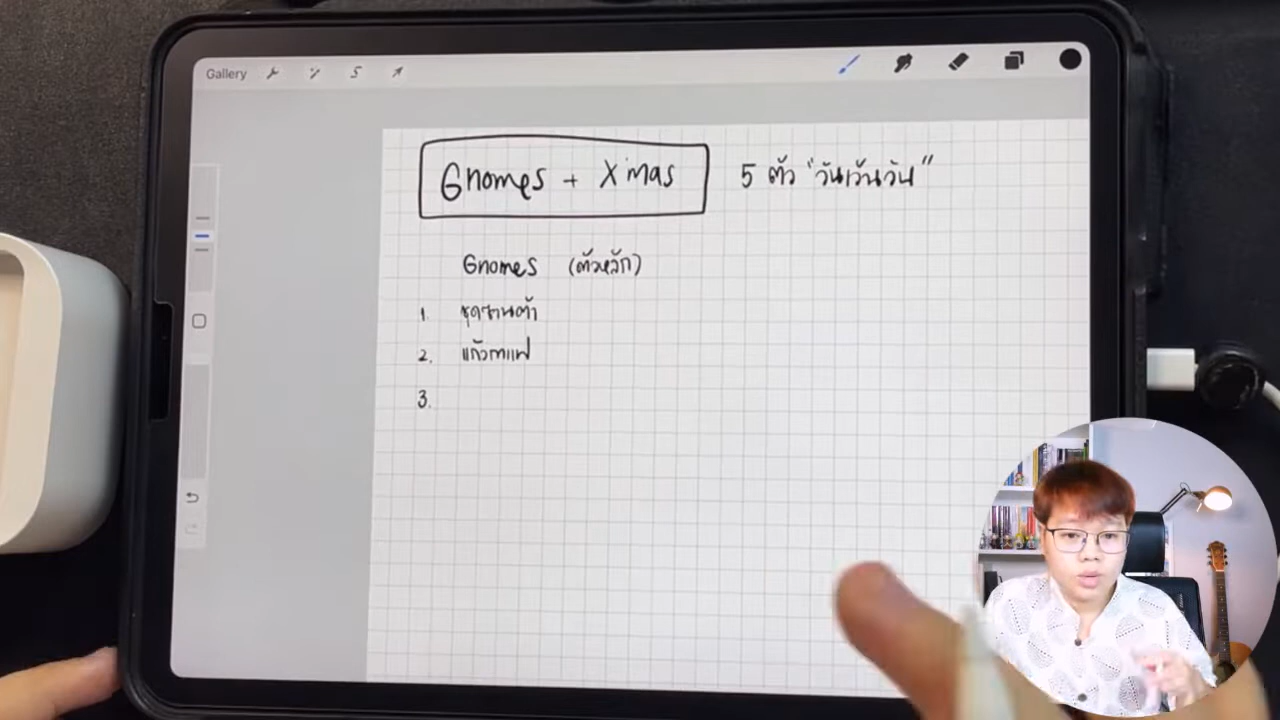 Gallery
Gnomes + X'mas 5 ตัว "วันเว้นวัน"
Gnomes (ตัวหลัก)
1. ชุดซานต้า
2. แก้วกาแฟ
3.